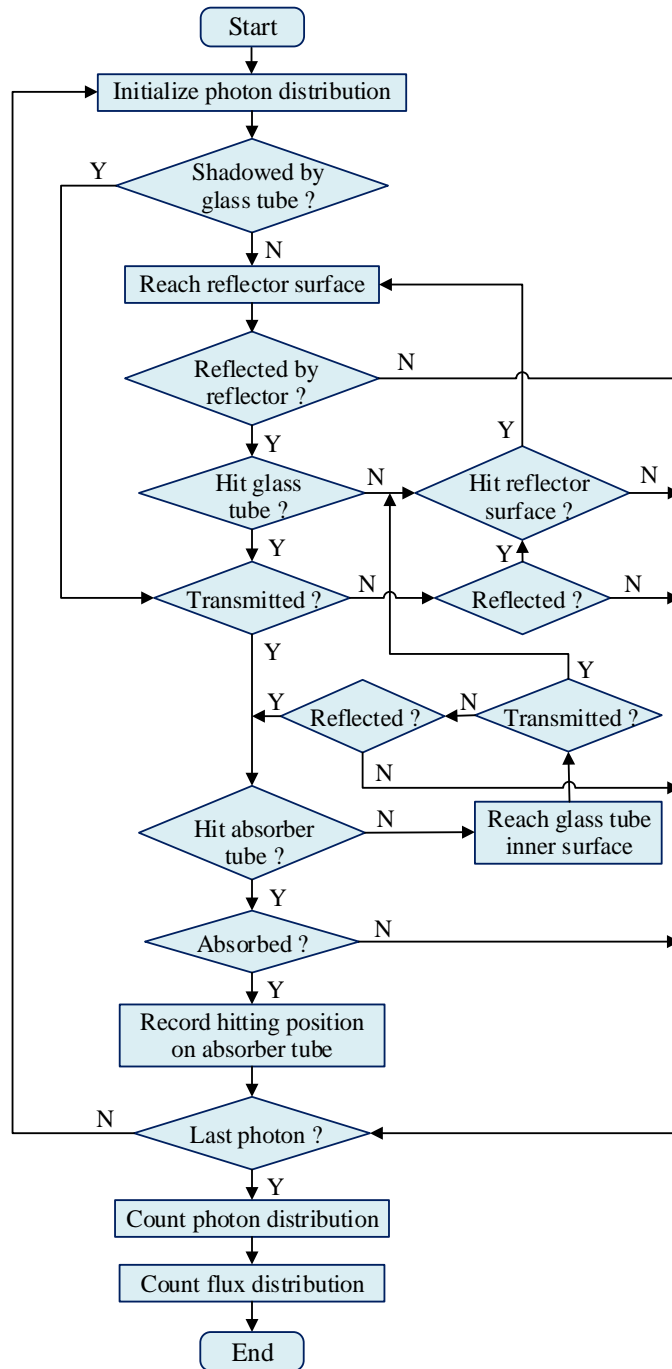 Start
Initialize photon distribution
Y
Shadowed by
glass tube ?
N
Reach reflector surface
Reflected by
reflector ?
N
Y
Y
Hit glass
tube ?
N
Hit reflector
surface ?
N
Y
Y
Transmitted ?
N
Reflected ?
N
Y
Y
Y
Reflected ?
N
Transmitted ?
N
Hit absorber
tube ?
N
Reach glass tube
inner surface
Y
Absorbed ?
N
Y
Record hitting position
on absorber tube
N
Last photon ?
Y
Count photon distribution
Count flux distribution
End